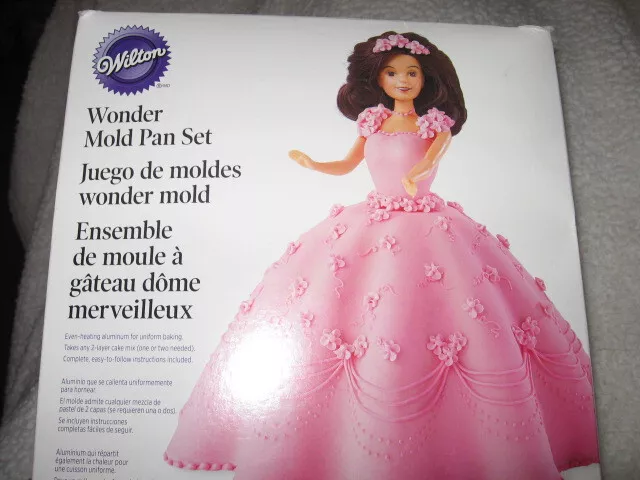 Wilton
Wonder
Mold Pan Set
Juego de moldes
wonder mold
Ensemble
de moule à
gâteau dôme
merveilleux
Even-heating aluminum for uniform baking.
Takes any 2-layer cake mix (one or two needed).
Complete, easy-to-follow instructions included.
Aluminio que se calienta uniformemente
para hornear.
El molde admite cualquier mezcla de
pastel de 2 capas (se requieren una o dos).
Se incluyen instrucciones
completas fáciles de seguir.
Aluminium qui répartit
également la chaleur pour
une cuisson uniforme.